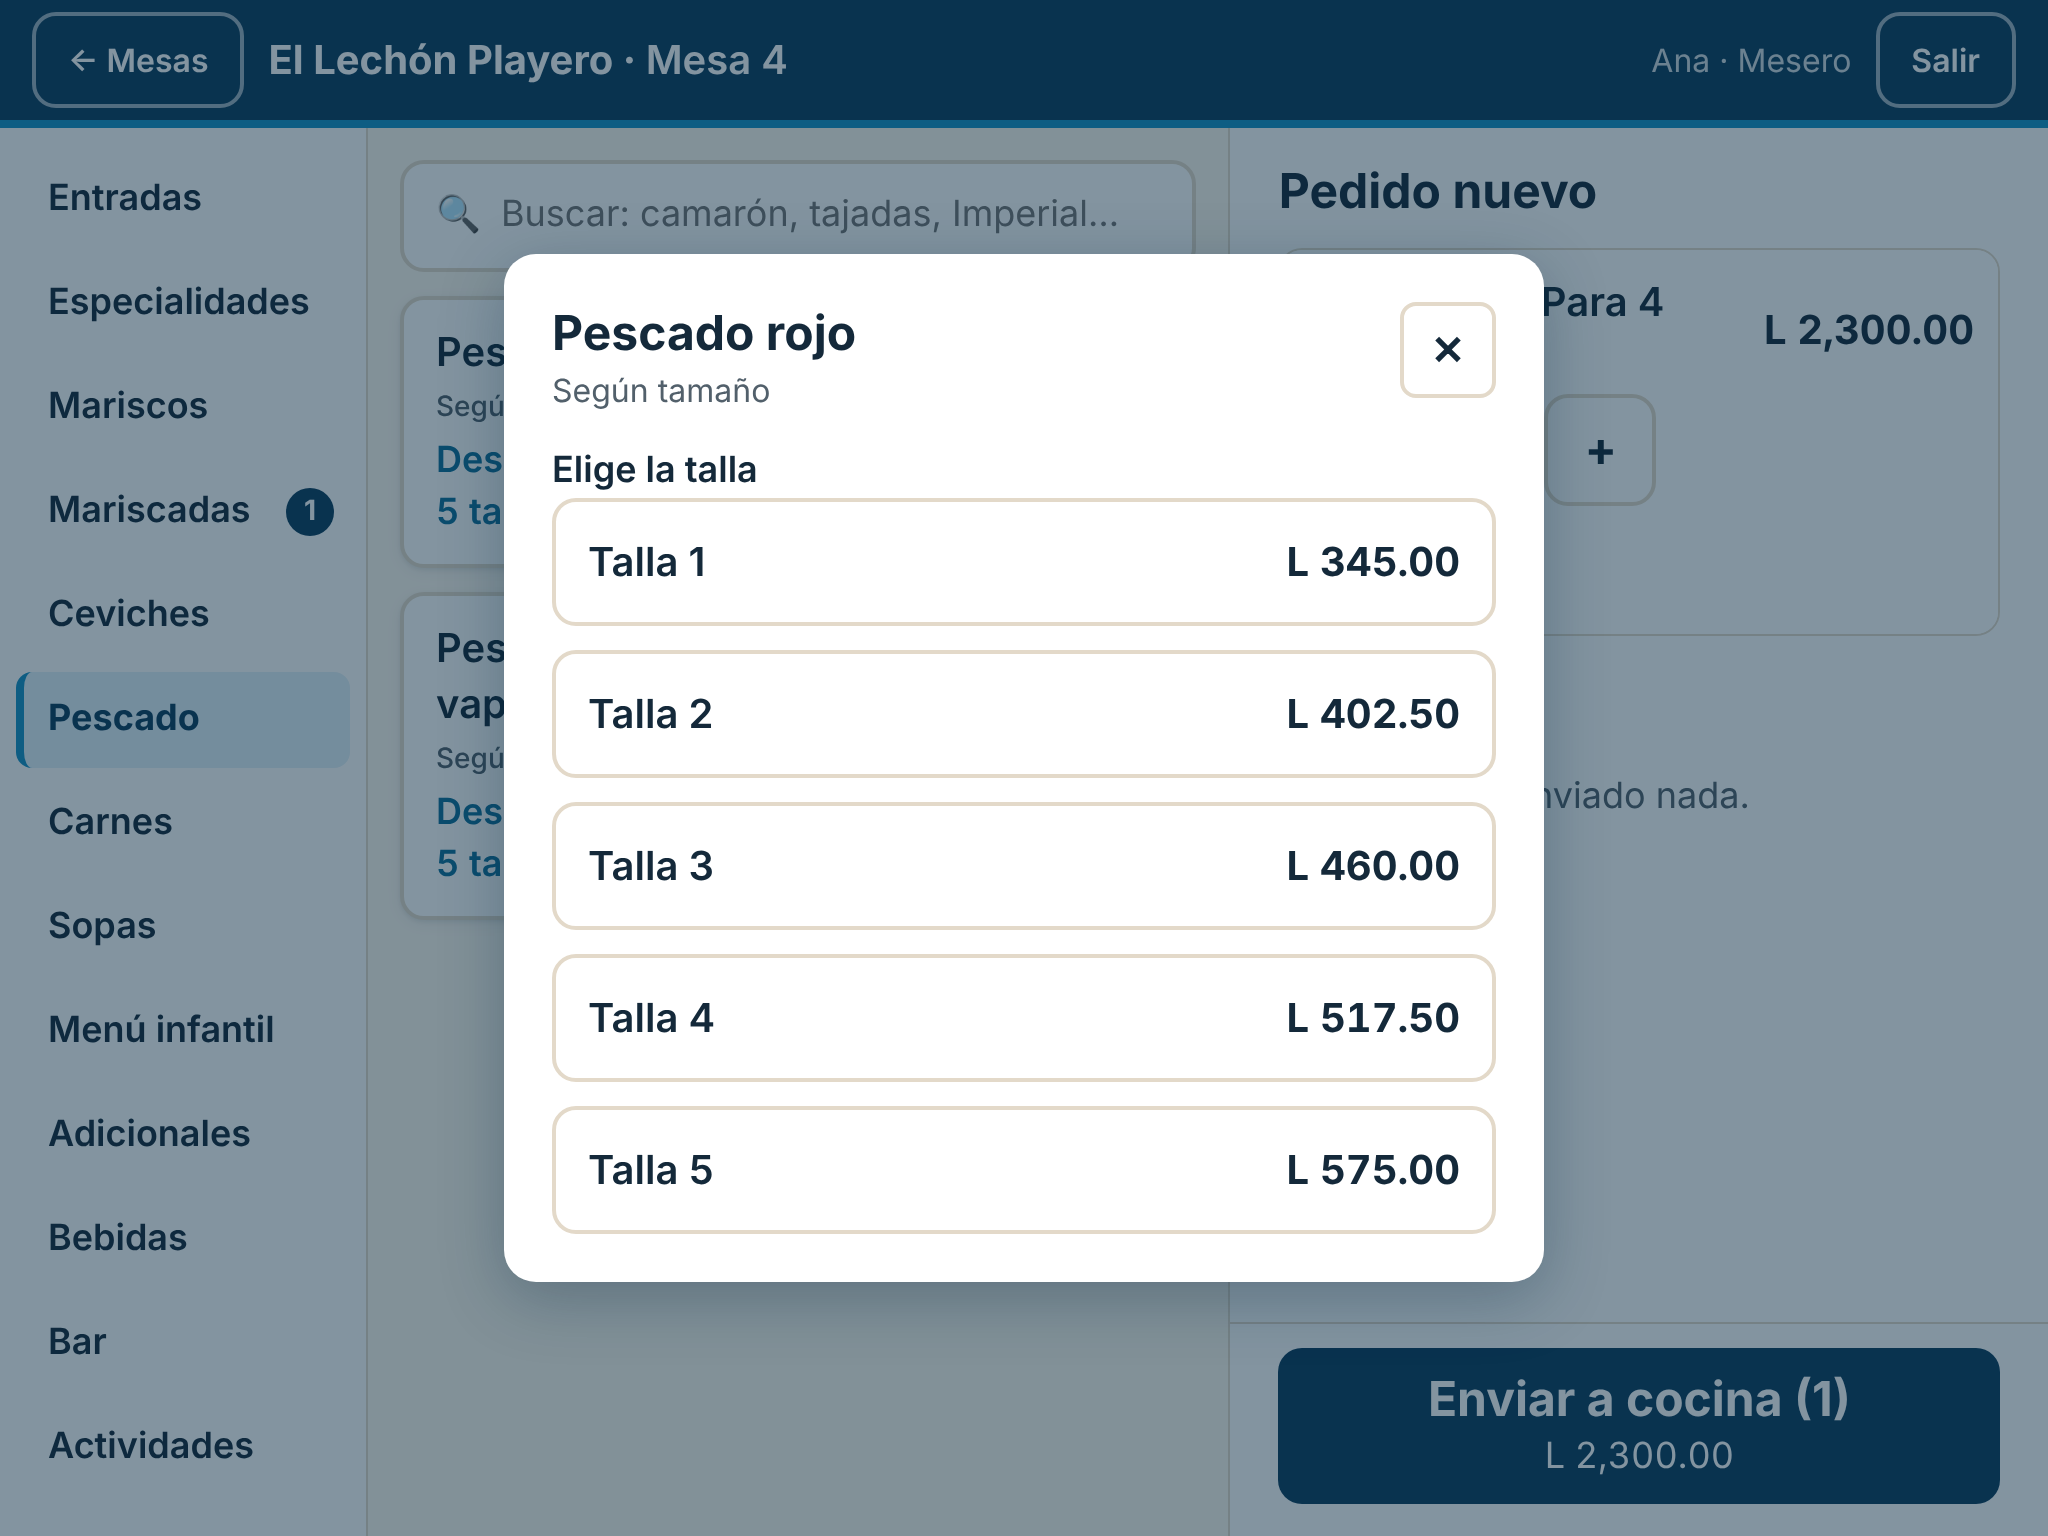 ← Mesas
El Lechón Playero · Mesa 4
Ana · Mesero
Salir
Entradas
Especialidades
Mariscos
Mariscadas 1
Ceviches
Pescado
Carnes
Sopas
Menú infantil
Adicionales
Bebidas
Bar
Actividades
Buscar: camarón, tajadas, Imperial...
Pescado rojo
Según tamaño
×
Elige la talla
Talla 1 L 345.00
Talla 2 L 402.50
Talla 3 L 460.00
Talla 4 L 517.50
Talla 5 L 575.00
Pedido nuevo
Para 4
L 2,300.00
+
nada.
Enviar a cocina (1)
L 2,300.00